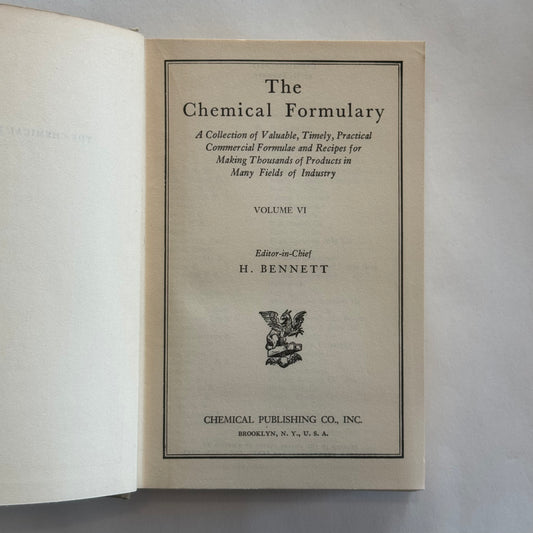 The
Chemical Formulary
A Collection of Valuable, Timely, Practical
Commercial Formulae and Recipes for
Making Thousands of Products in
Many Fields of Industry
VOLUME VI
Editor-in-Chief
H. BENNETT
CHEMICAL PUBLISHING CO., INC.
BROOKLYN, N. Y., U. S. A.